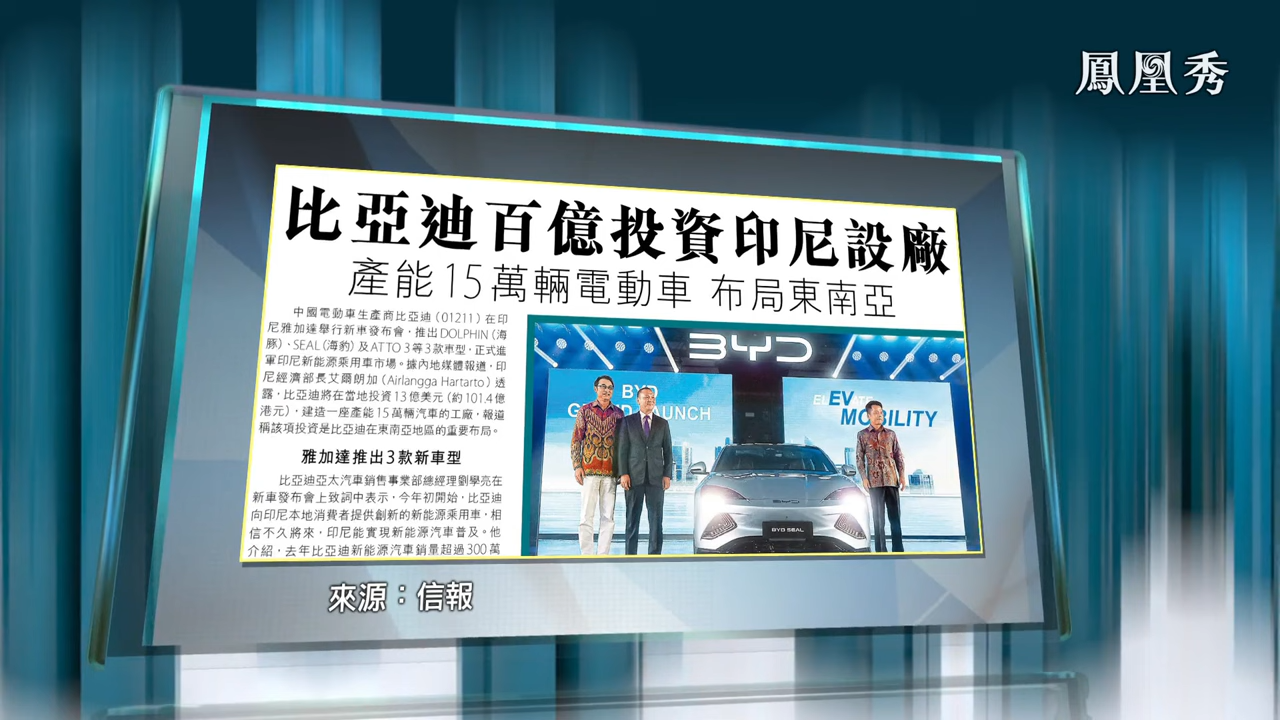 鳳凰秀
比亞迪百億投資印尼設廠
產能15萬輛電動車 布局東南亞
中國電動車生產商比亞迪(01211)在印
尼雅加達舉行新車發布會，推出DOLPHIN(海
豚)、SEAL(海豹)及ATTO 3等3款車型，正式進
軍印尼新能源乘用車市場。據內地媒體報道，印
尼經濟部長艾爾朗加(Airlangga Hartarto)透
露，比亞迪將在當地投資13億美元(約101.4億
港元)，建造一座產能15萬輛汽車的工廠，報道
稱該項投資是比亞迪在東南亞地區的重要布局。
雅加達推出3款新車型
比亞迪亞太汽車銷售事業部總經理劉學亮在
新車發布會上致詞中表示，今年初開始，比亞迪
向印尼本地消費者提供創新的新能源乘用車，相
信不久將來，印尼能實現新能源汽車普及。他
介紹，去年比亞迪新能源汽車銷量超過300萬
BYD
BYD
LAUNCH
EV
MOBILITY
BYD
BYD SEAL
來源：信報